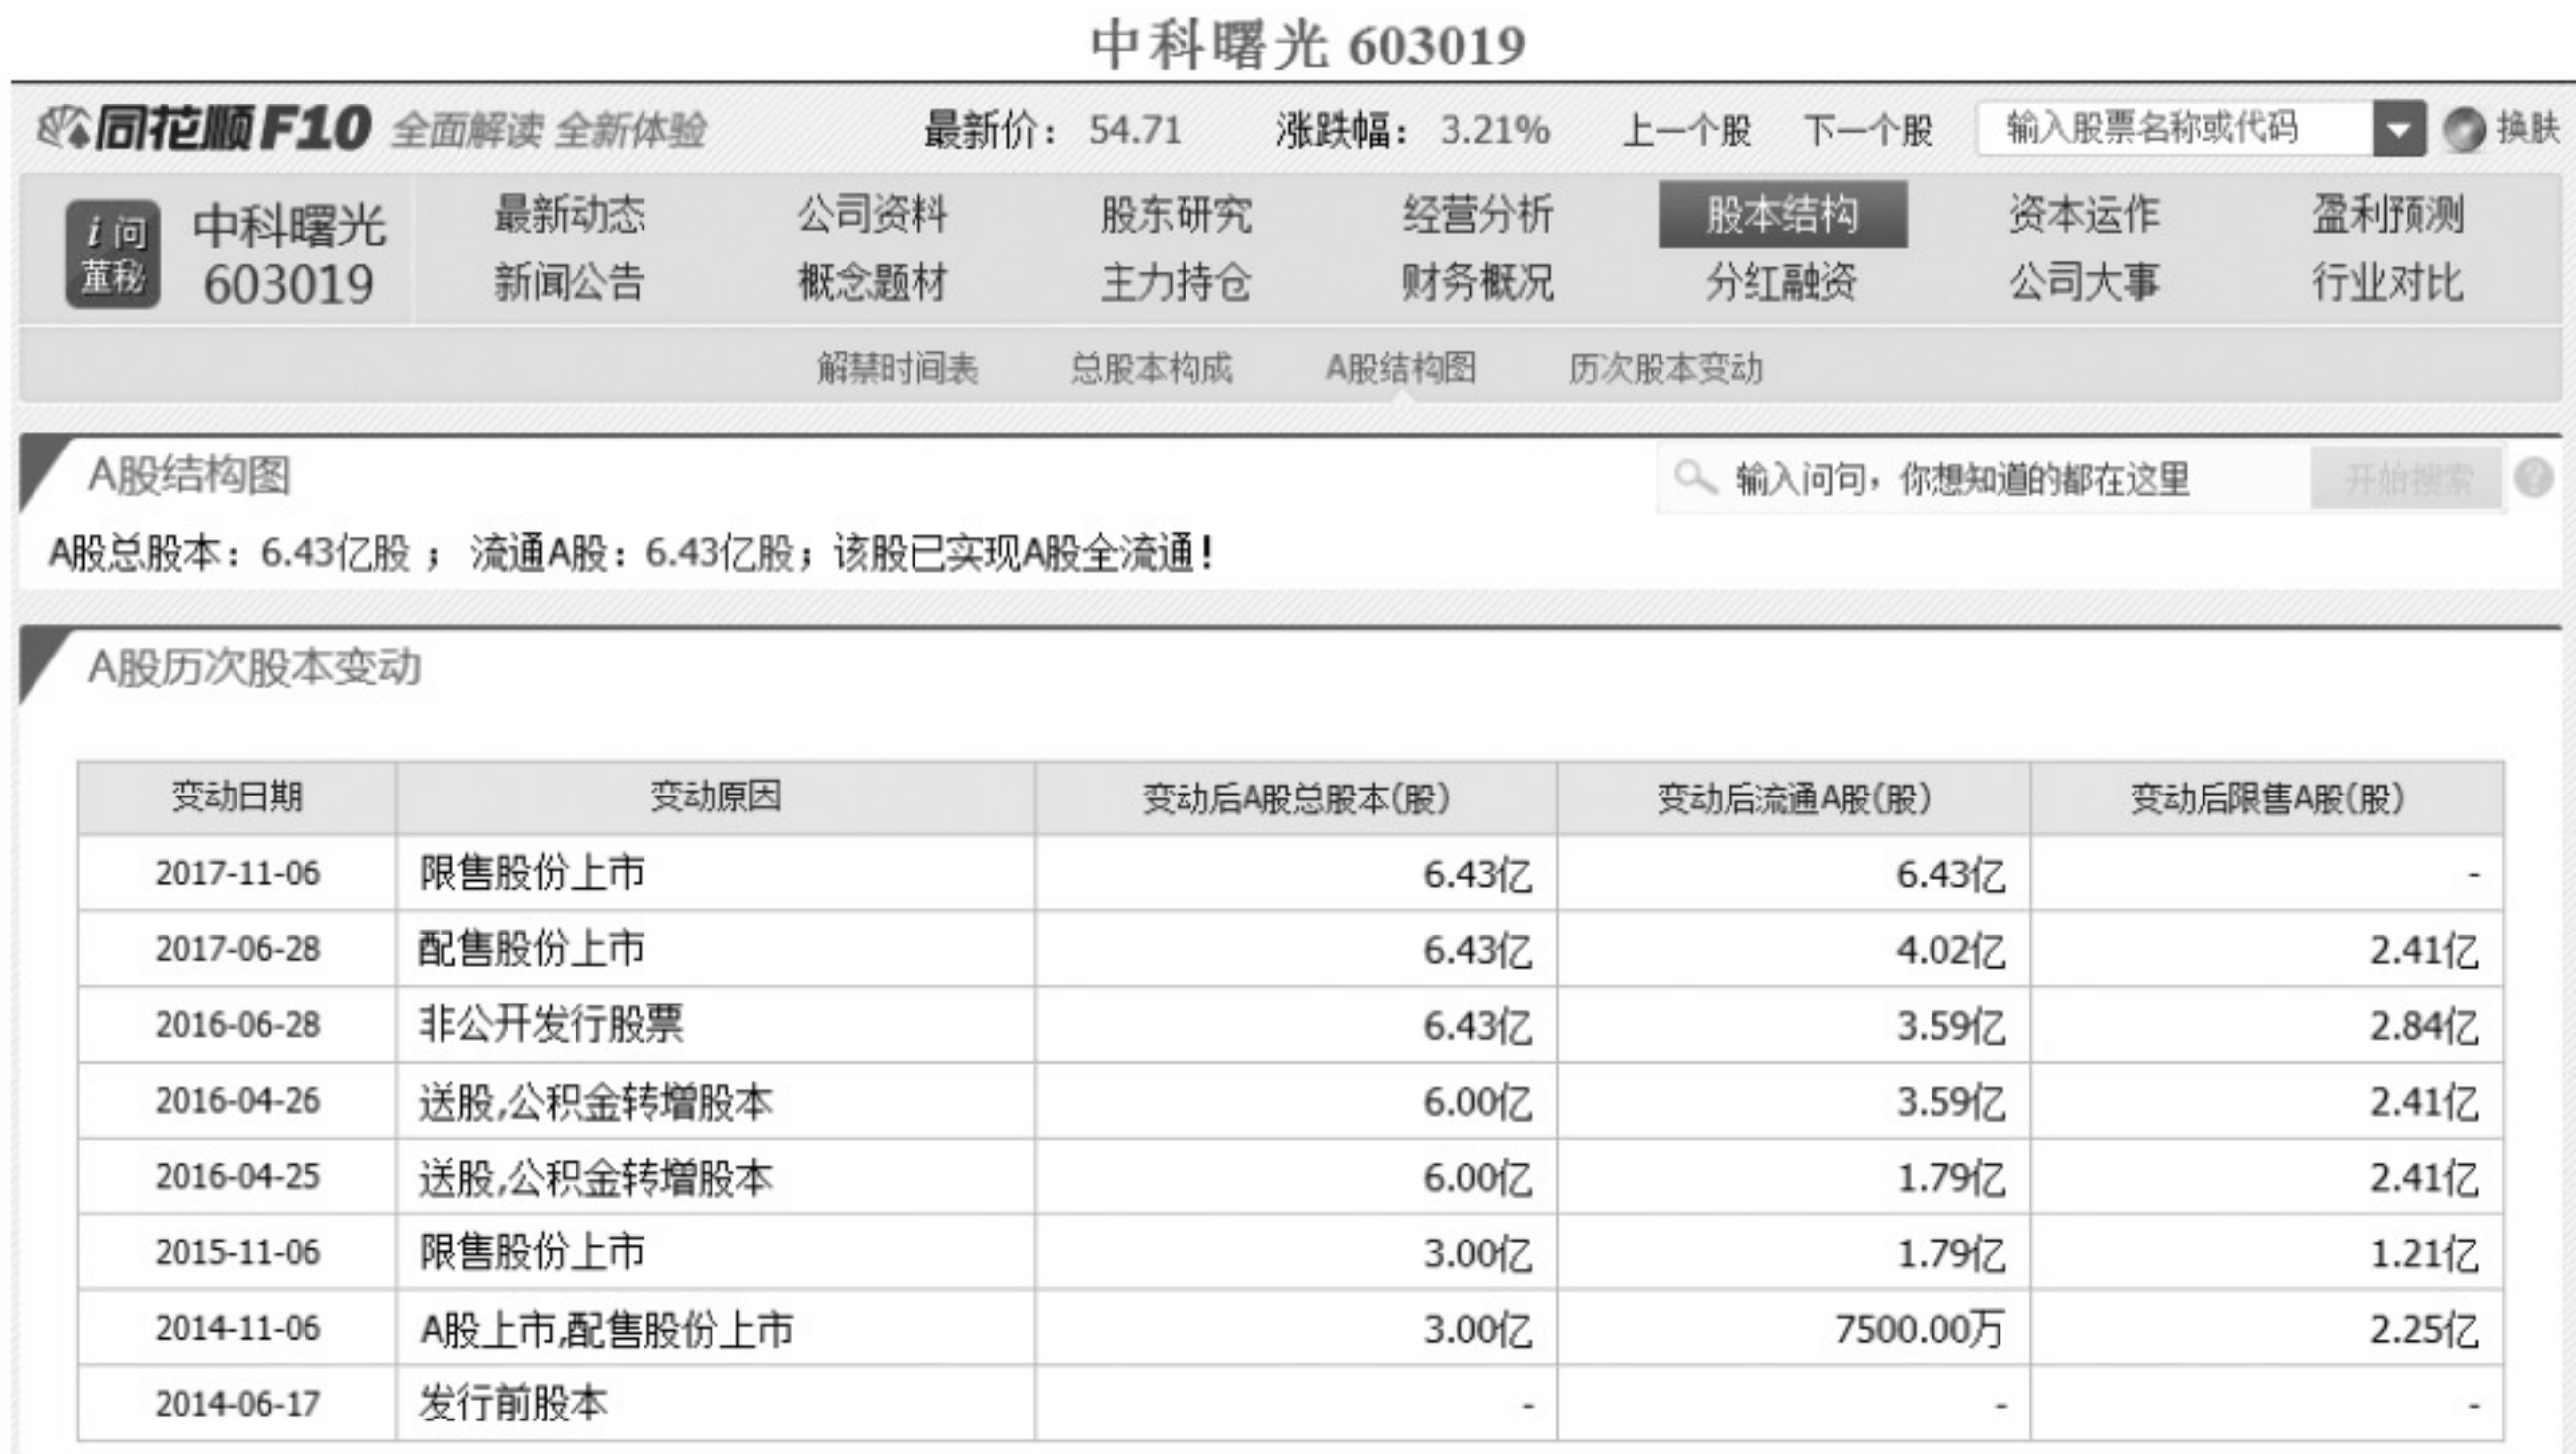 中科曙光 603019
同花顺F10 全面解读 全新体验 最新价： 54.71 涨跌幅： 3.21% 上一个股 下一个股 输入股票名称或代码 换肤
i问董秘 中科曙光 603019
最新动态 公司资料 股东研究 经营分析 股本结构 资本运作 盈利预测
新闻公告 概念题材 主力持仓 财务概况 分红融资 公司大事 行业对比
解禁时间表 总股本构成 A股结构图 历次股本变动
A股结构图 输入问句，你想知道的都在这里 开始搜索 ?
A股总股本：6.43亿股 ； 流通A股：6.43亿股；该股已实现A股全流通！
A股历次股本变动
变动日期 变动原因 变动后A股总股本(股) 变动后流通A股(股) 变动后限售A股(股)
2017-11-06 限售股份上市 6.43亿 6.43亿 -
2017-06-28 配售股份上市 6.43亿 4.02亿 2.41亿
2016-06-28 非公开发行股票 6.43亿 3.59亿 2.84亿
2016-04-26 送股,公积金转增股本 6.00亿 3.59亿 2.41亿
2016-04-25 送股,公积金转增股本 6.00亿 1.79亿 2.41亿
2015-11-06 限售股份上市 3.00亿 1.79亿 1.21亿
2014-11-06 A股上市,配售股份上市 3.00亿 7500.00万 2.25亿
2014-06-17 发行前股本 - - -